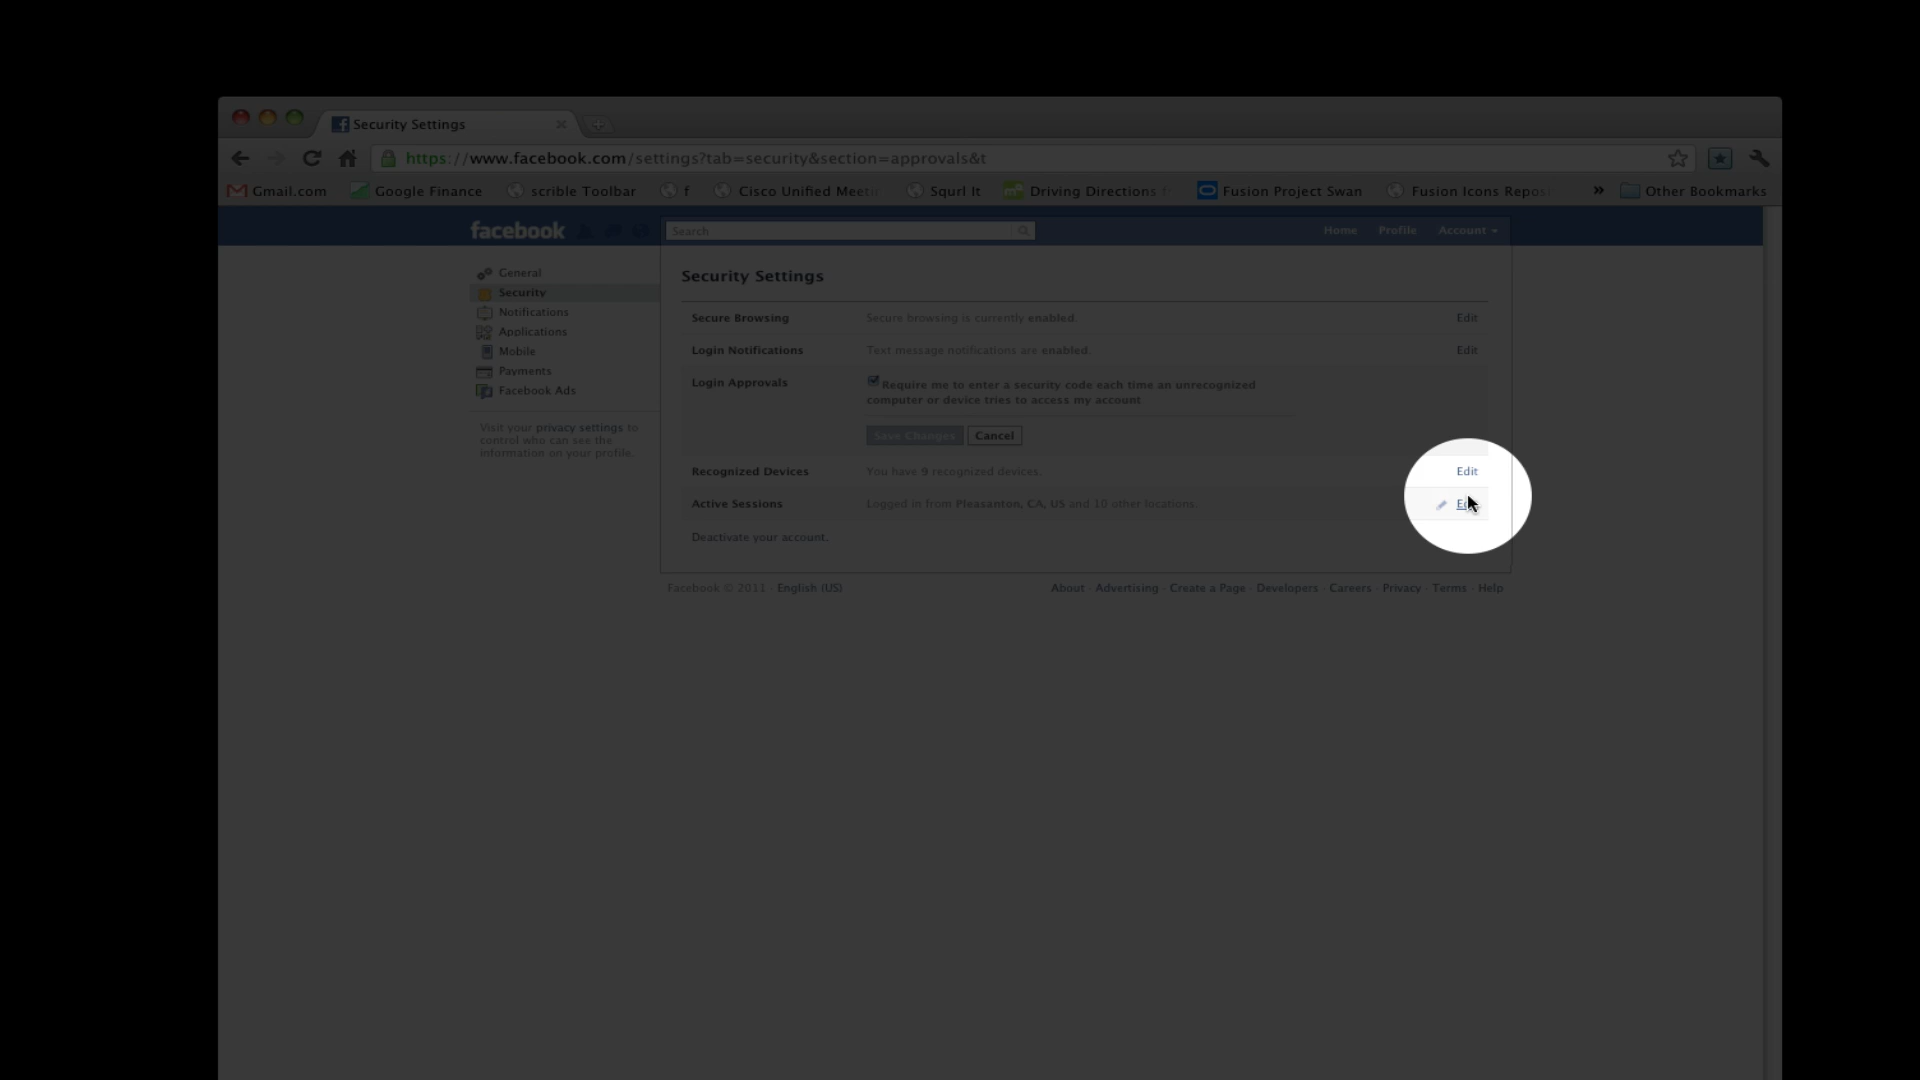 Security Settings
https://www.facebook.com/settings?tab=security&section=approvals&t
Gmail.com Google Finance scrible Toolbar f Cisco Unified Meeti Squrl It Driving Directions f Fusion Project Swan Fusion Icons Repos » Other Bookmarks
facebook Search Home Profile Account
General
Security
Notifications
Applications
Mobile
Payments
Facebook Ads
Visit your privacy settings to
control who can see the
information on your profile.
Security Settings
Secure Browsing Secure browsing is currently enabled. Edit
Login Notifications Text message notifications are enabled. Edit
Login Approvals Require me to enter a security code each time an unrecognized
computer or device tries to access my account
Save Changes Cancel
Recognized Devices You have 9 recognized devices. Edit
Active Sessions Logged in from Pleasanton, CA, US and 10 other locations.
Deactivate your account.
Facebook © 2011 · English (US) About · Advertising · Create a Page · Developers · Careers · Privacy · Terms · Help